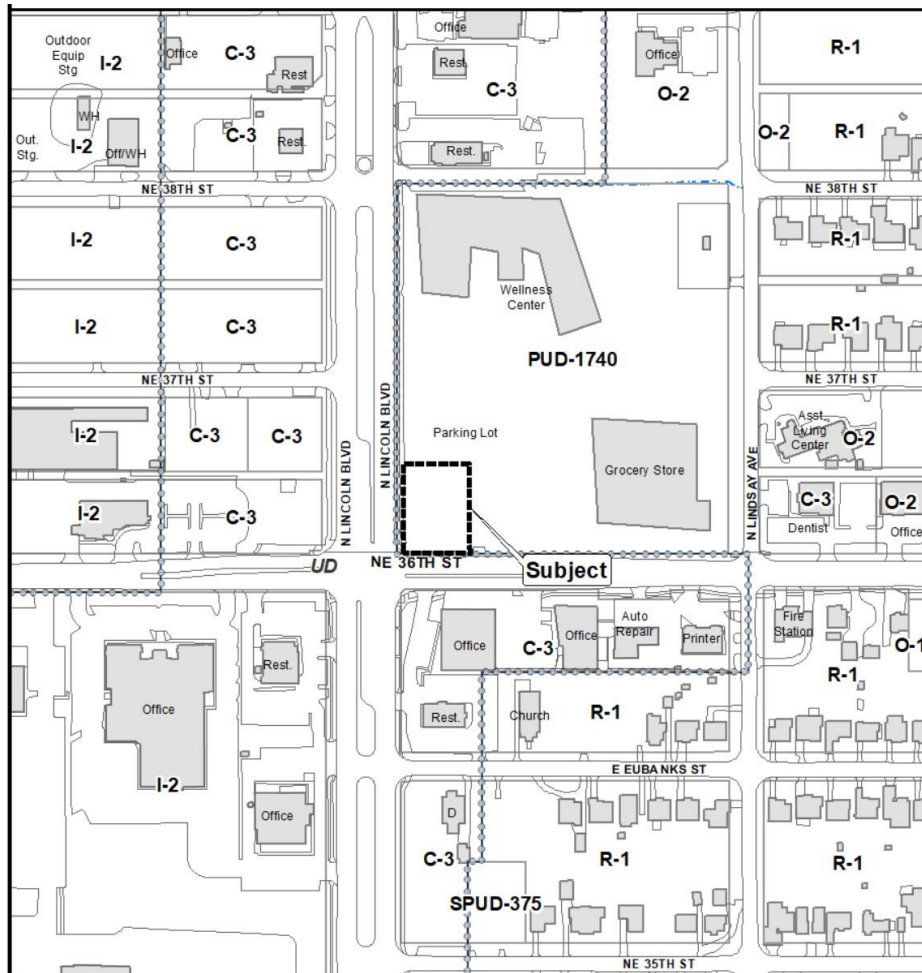 Office
Outdoor
Equip
Stg
I-2
Office
C-3
Rest
Rest.
C-3
Office
O-2
R-1
WH
Out.
Stg.
I-2
Off/WH
C-3
Rest.
Rest.
O-2
R-1
NE 38TH ST
NE 38TH ST
I-2
C-3
R-1
Wellness
Center
I-2
C-3
R-1
PUD-1740
NE 37TH ST
N LINCOLN BLVD
NE 37TH ST
I-2
C-3
C-3
Parking Lot
Asst
Living
Center
O-2
Grocery Store
N LINCOLN BLVD
N LINDSAY AVE
I-2
C-3
C-3
O-2
Dentist
Office
UD
NE 36TH ST
Subject
Office
C-3
Office
Auto
Repair
Printer
Fire
Station
O-1
Rest.
R-1
Office
Rest.
Church
R-1
E EUBANKS ST
I-2
Office
D
C-3
R-1
R-1
SPUD-375
NE 35TH ST